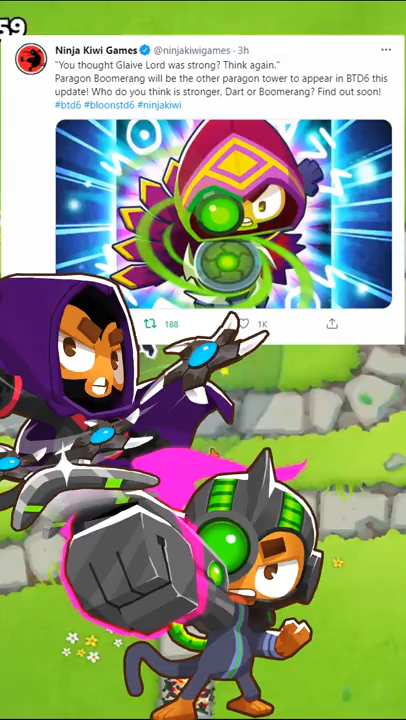 59
Ninja Kiwi Games @ninjakiwigames · 3h
"You thought Glaive Lord was strong? Think again."
Paragon Boomerang will be the other paragon tower to appear in BTD6 this
update! Who do you think is stronger, Dart or Boomerang? Find out soon!
#btd6 #bloonstd6 #ninjakiwi
188 1K